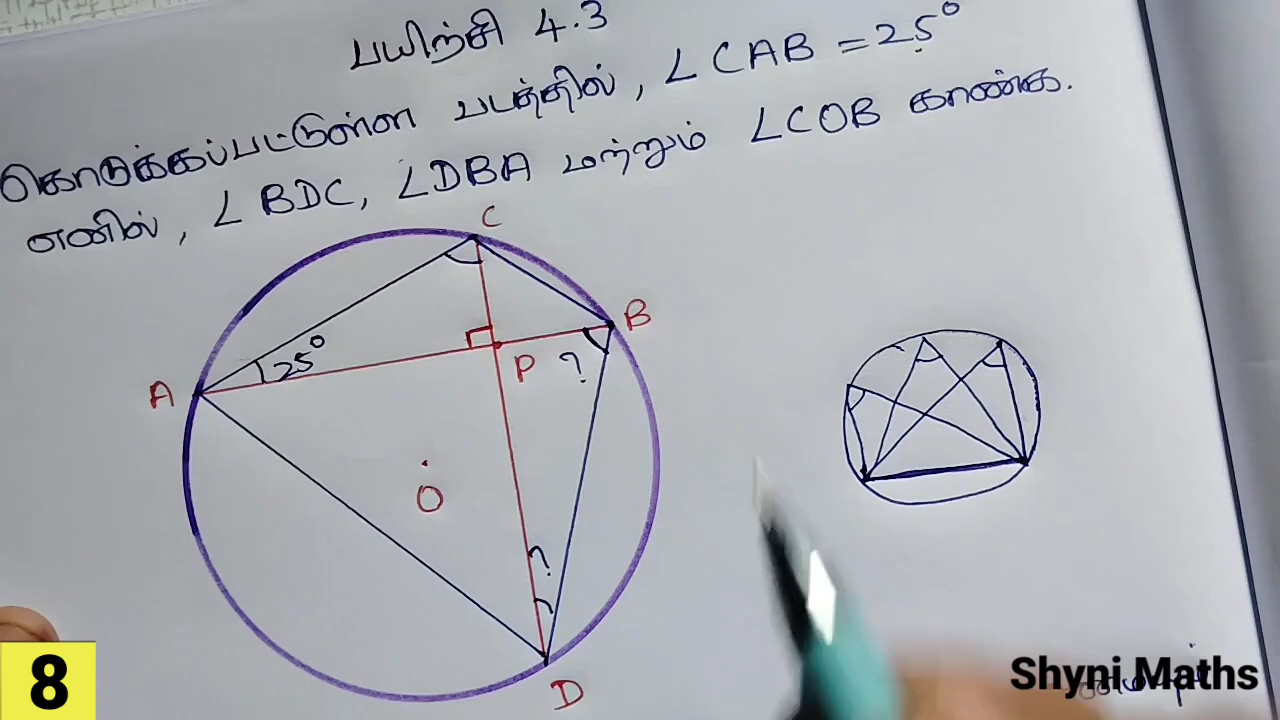 பயிற்சி 4.3
கொடுக்கப்பட்டுள்ள படத்தில், ∠CAB = 25°
எனில், ∠BDC, ∠DBA மற்றும் ∠COB காண்க.
C
B
A
25°
P
?
O
?
D
8
Shyni Maths